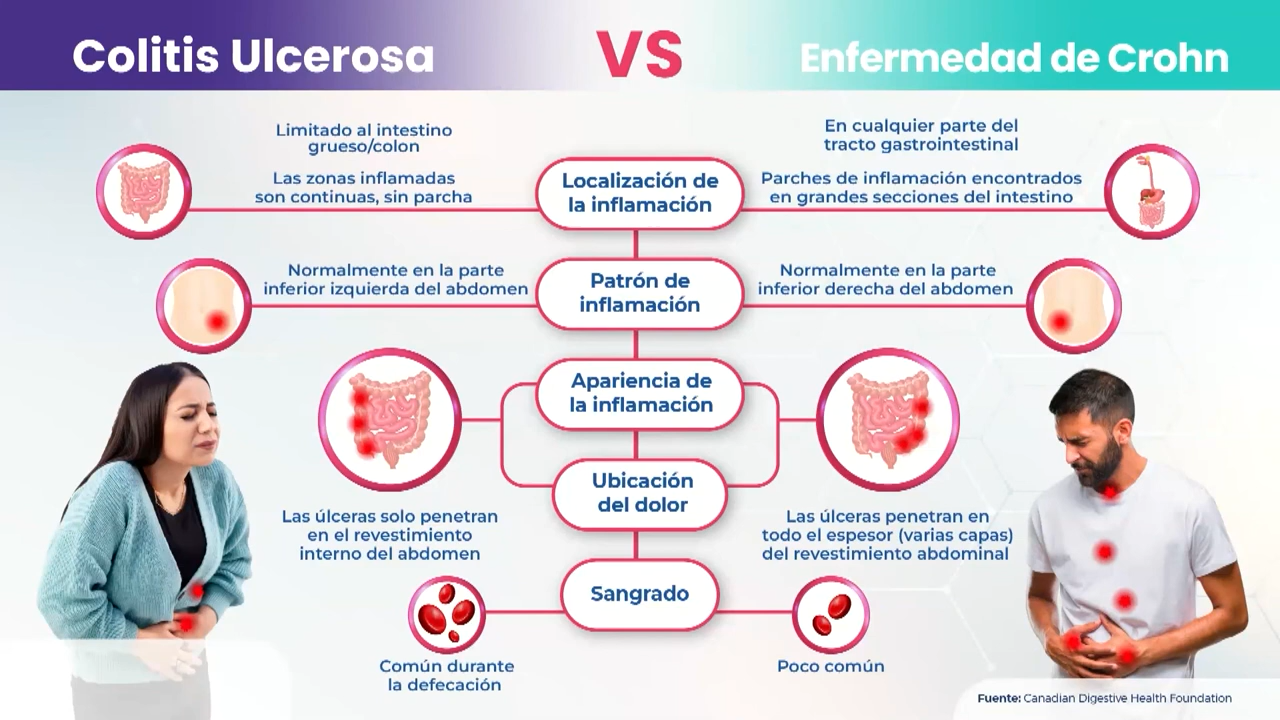 Colitis Ulcerosa
VS
Enfermedad de Crohn
Limitado al intestino
grueso/colon
Las zonas inflamadas
son continuas, sin parcha
Localización de
la inflamación
En cualquier parte del
tracto gastrointestinal
Parches de inflamación encontrados
en grandes secciones del intestino
Normalmente en la parte
inferior izquierda del abdomen
Patrón de
inflamación
Normalmente en la parte
inferior derecha del abdomen
Apariencia de
la inflamación
Ubicación
del dolor
Las úlceras solo penetran
en el revestimiento
interno del abdomen
Las úlceras penetran en
todo el espesor (varias capas)
del revestimiento abdominal
Sangrado
Común durante
la defecación
Poco común
Fuente: Canadian Digestive Health Foundation